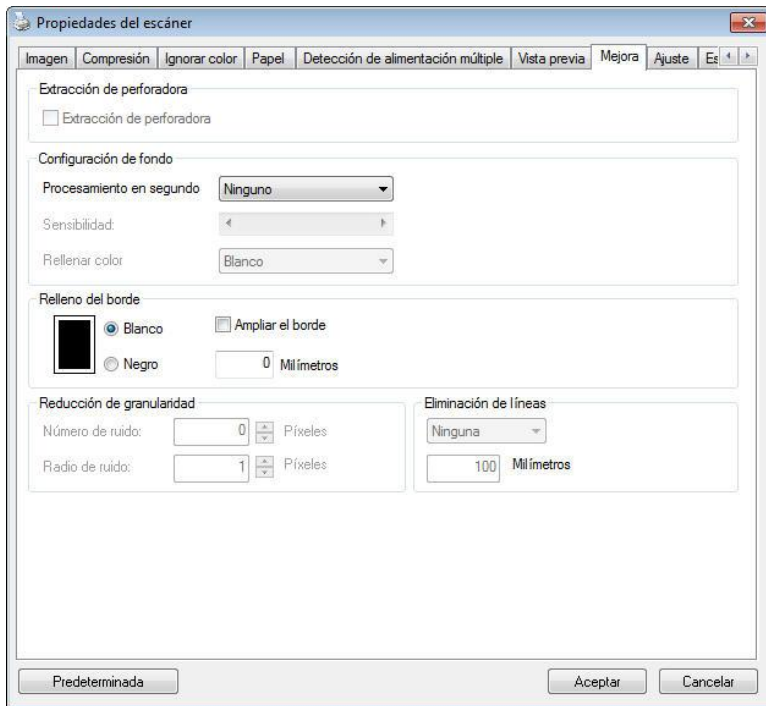 Propiedades del escáner
Imagen Compresión Ignorar color Papel Detección de alimentación múltiple Vista previa Mejora Ajuste Es
Extracción de perforadora
Extracción de perforadora
Configuración de fondo
Procesamiento en segundo Ninguno
Sensibilidad:
Rellenar color Blanco
Relleno del borde
Blanco Ampliar el borde
Negro 0 Milímetros
Reducción de granularidad Eliminación de líneas
Número de ruido: 0 Píxeles Ninguna
Radio de ruido: 1 Píxeles 100 Milímetros
Predeterminada Aceptar Cancelar